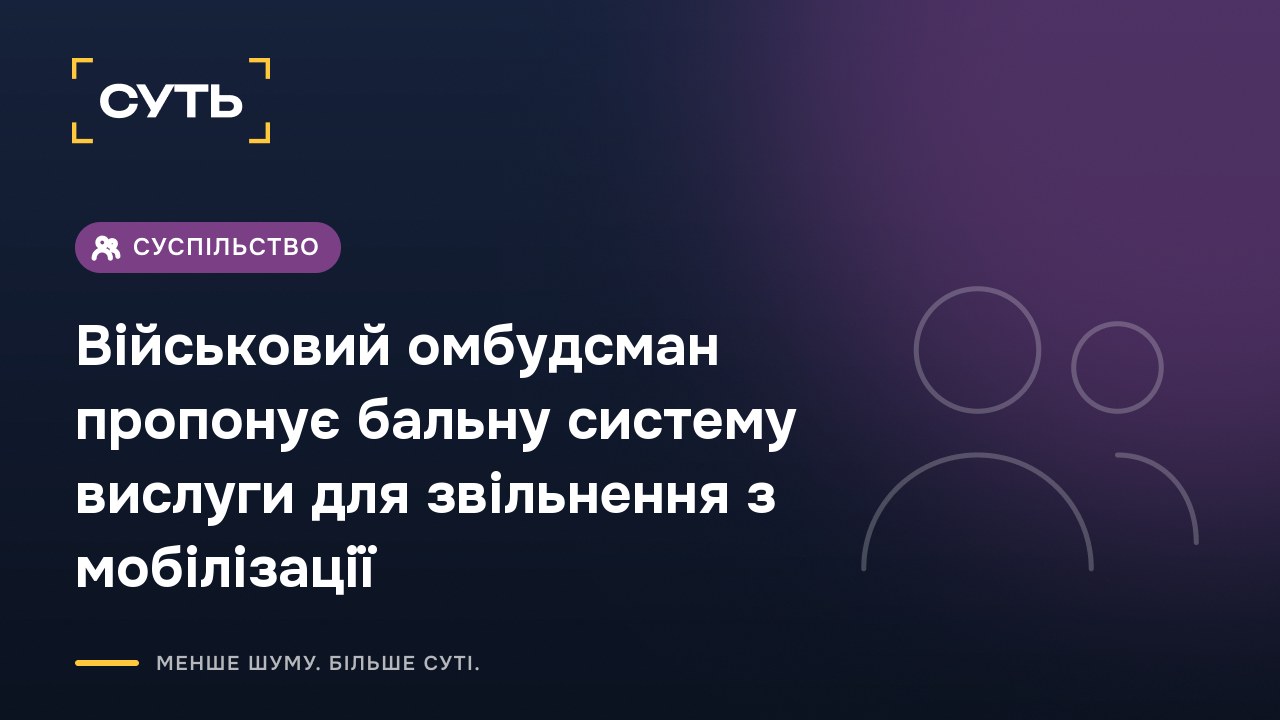 СУТЬ
СУСПІЛЬСТВО
Військовий омбудсман
пропонує бальну систему
вислуги для звільнення з
мобілізації
МЕНШЕ ШУМУ. БІЛЬШЕ СУТІ.